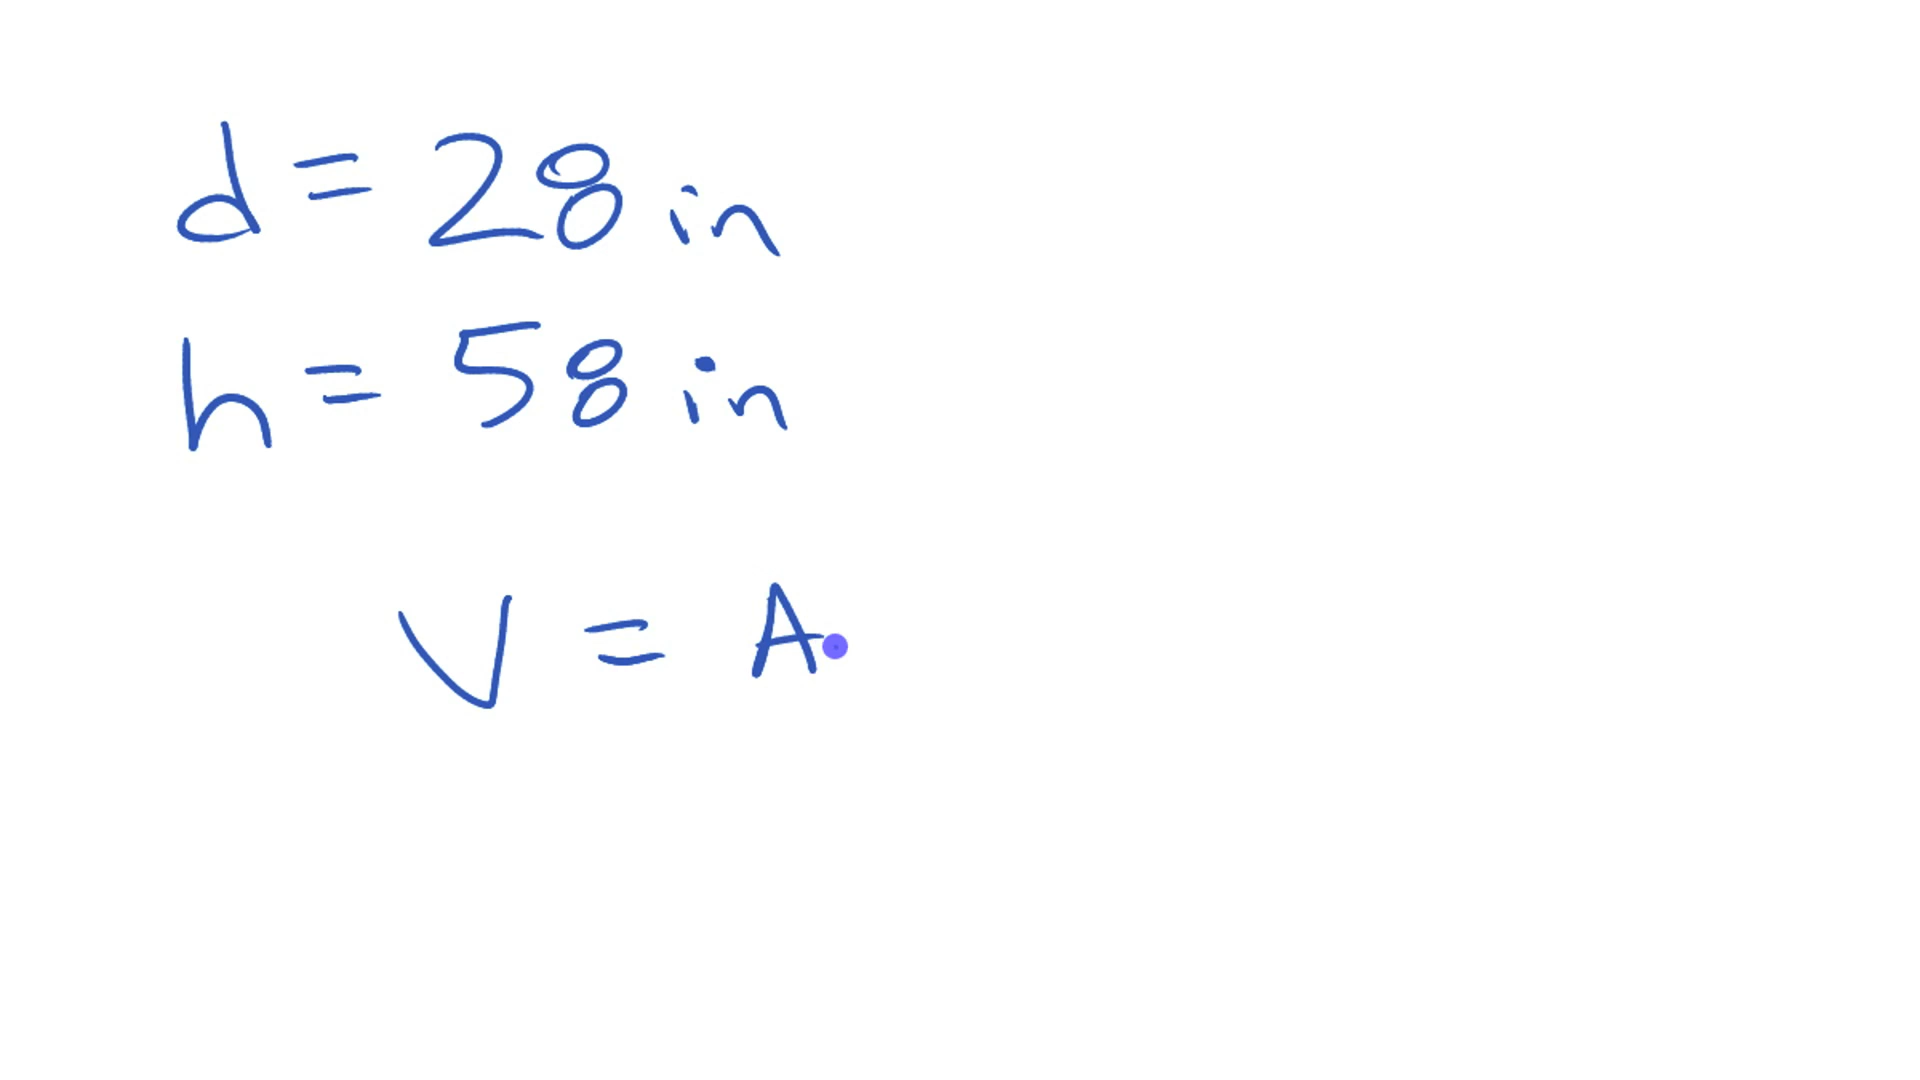 d = 28 in
h = 58 in
V = A